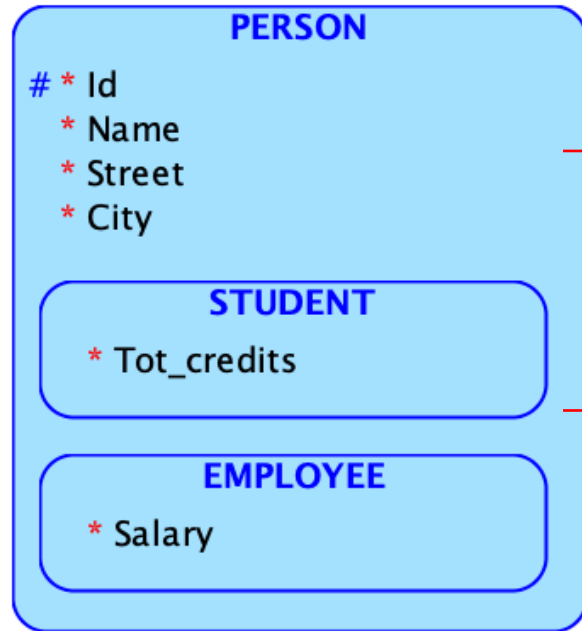 PERSON
# * Id
* Name
* Street
* City
STUDENT
* Tot_credits
EMPLOYEE
* Salary